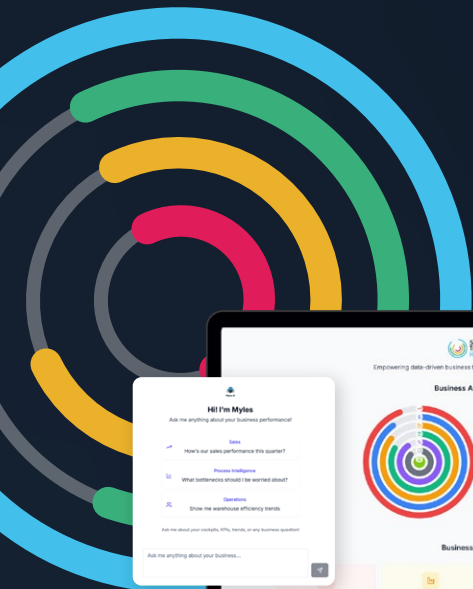 Empowering data-driven business
Business A
Hi! I'm Myles
Ask me anything about your business performance!
Sales
How's our sales performance this quarter?
Process Intelligence
What bottlenecks should I be worried about?
Operations
Show me warehouse efficiency trends
Ask me about your cockpits, KPIs, trends, or any business question!
Ask me anything about your business...
Business